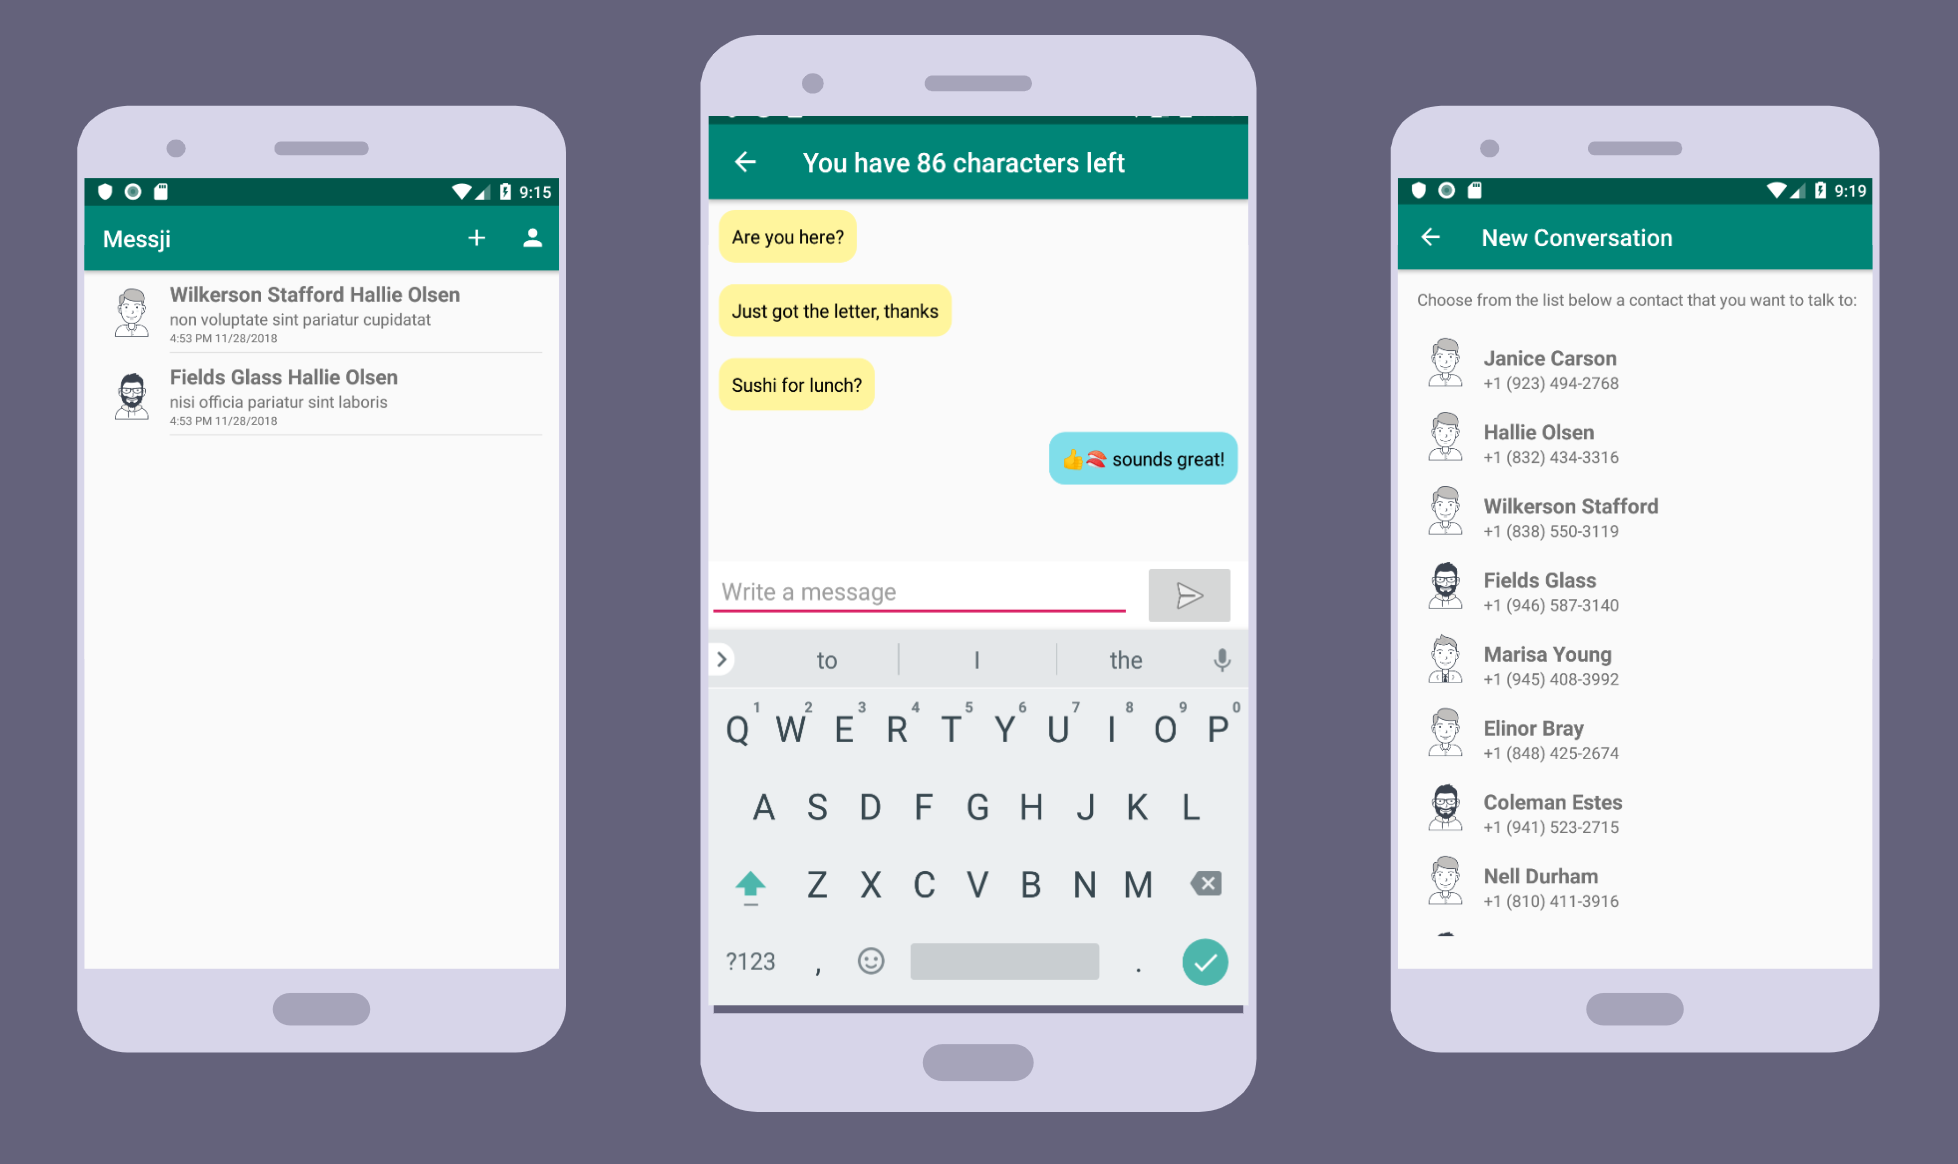 9:15
Messji
Wilkerson Stafford Hallie Olsen
non voluptate sint pariatur cupidatat
4:53 PM 11/28/2018
Fields Glass Hallie Olsen
nisi officia pariatur sint laboris
4:53 PM 11/28/2018
You have 86 characters left
Are you here?
Just got the letter, thanks
Sushi for lunch?
👍🍣 sounds great!
Write a message
to I the
1 2 3 4 5 6 7 8 9 0
Q W E R T Y U I O P
A S D F G H J K L
Z X C V B N M
?123 , .
9:19
New Conversation
Choose from the list below a contact that you want to talk to:
Janice Carson
+1 (923) 494-2768
Hallie Olsen
+1 (832) 434-3316
Wilkerson Stafford
+1 (838) 550-3119
Fields Glass
+1 (946) 587-3140
Marisa Young
+1 (945) 408-3992
Elinor Bray
+1 (848) 425-2674
Coleman Estes
+1 (941) 523-2715
Nell Durham
+1 (810) 411-3916